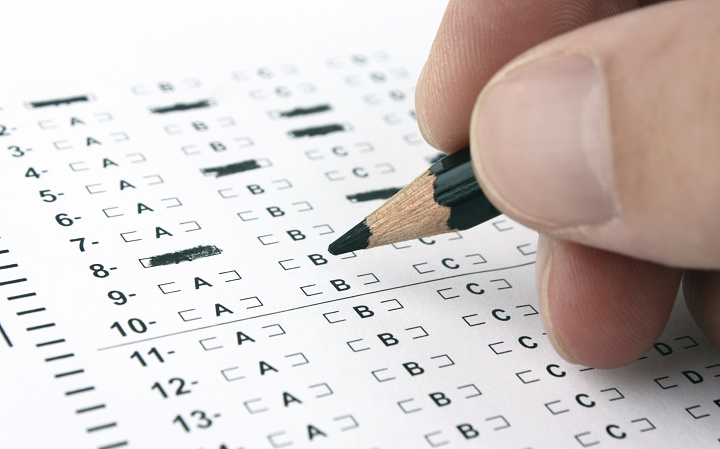 B C
2- A C
3- A B
4- A B
5- A C
6- A B C
7- A B
8- B
9- A B C
10- A B C
11- A B C
12- A B C
13- A B C
A B C D
B C D
C